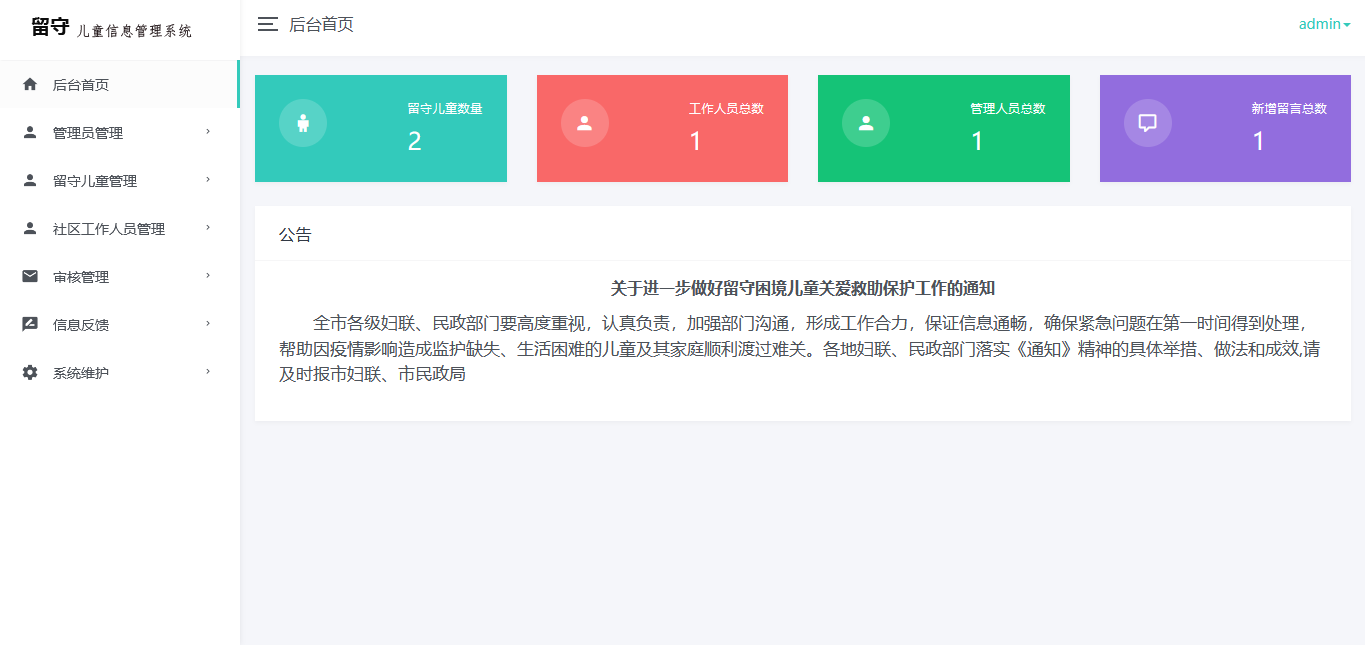 留守 儿童信息管理系统
后台首页
admin
后台首页
管理员管理
留守儿童管理
社区工作人员管理
审核管理
信息反馈
系统维护
留守儿童数量
2
工作人员总数
1
管理人员总数
1
新增留言总数
1
公告
关于进一步做好留守困境儿童关爱救助保护工作的通知
全市各级妇联、民政部门要高度重视，认真负责，加强部门沟通，形成工作合力，保证信息通畅，确保紧急问题在第一时间得到处理，
帮助因疫情影响造成监护缺失、生活困难的儿童及其家庭顺利渡过难关。各地妇联、民政部门落实《通知》精神的具体举措、做法和成效,请
及时报市妇联、市民政局